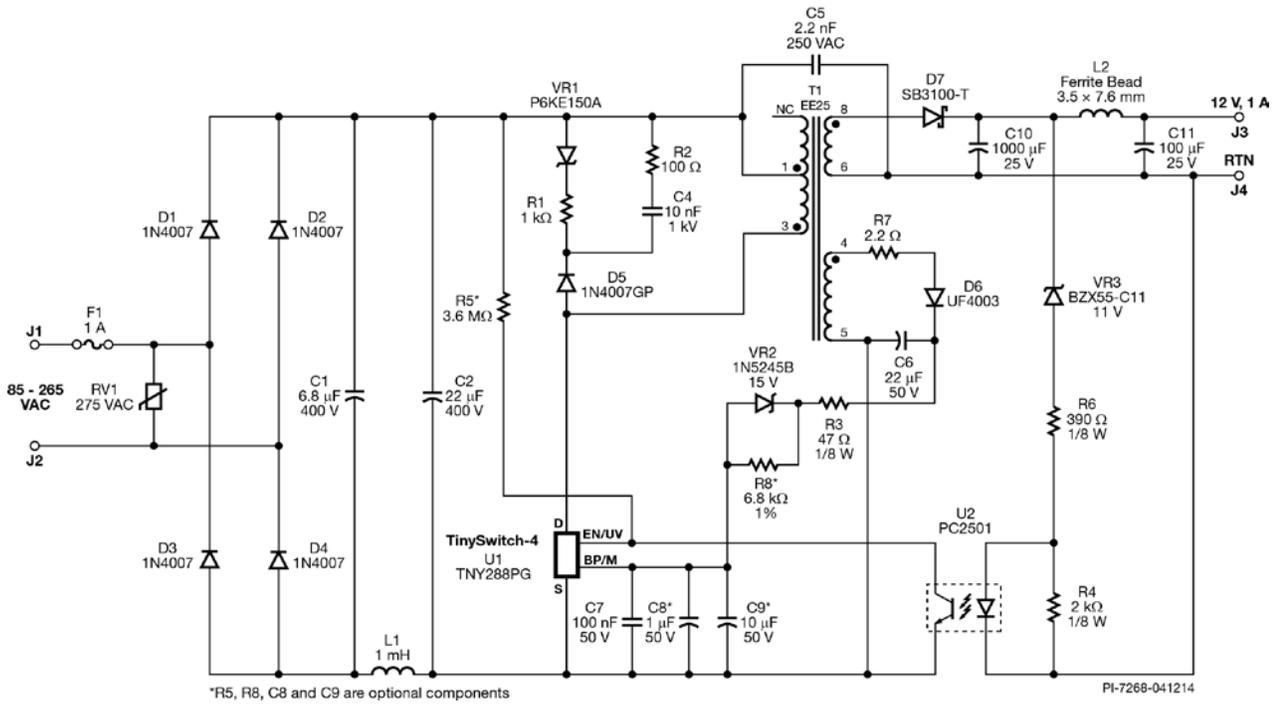 C5
2.2 nF
250 VAC
VR1
P6KE150A
T1
EE25
NC
8
1
6
3
4
5
D7
SB3100-T
L2
Ferrite Bead
3.5 × 7.6 mm
12 V, 1 A
J3
C10
1000 μF
25 V
C11
100 μF
25 V
RTN
J4
R2
100 Ω
R1
1 kΩ
C4
10 nF
1 kV
D1
1N4007
D2
1N4007
R7
2.2 Ω
D5
1N4007GP
D6
UF4003
VR3
BZX55-C11
11 V
R5*
3.6 MΩ
F1
1 A
J1
85 - 265
VAC
RV1
275 VAC
J2
C1
6.8 μF
400 V
C2
22 μF
400 V
VR2
1N5245B
15 V
C6
22 μF
50 V
R3
47 Ω
1/8 W
R6
390 Ω
1/8 W
R8*
6.8 kΩ
1%
U2
PC2501
D
EN/UV
TinySwitch-4
U1
TNY288PG
BP/M
S
D3
1N4007
D4
1N4007
C7
100 nF
50 V
C8*
1 μF
50 V
C9*
10 μF
50 V
R4
2 kΩ
1/8 W
L1
1 mH
*R5, R8, C8 and C9 are optional components
PI-7268-041214